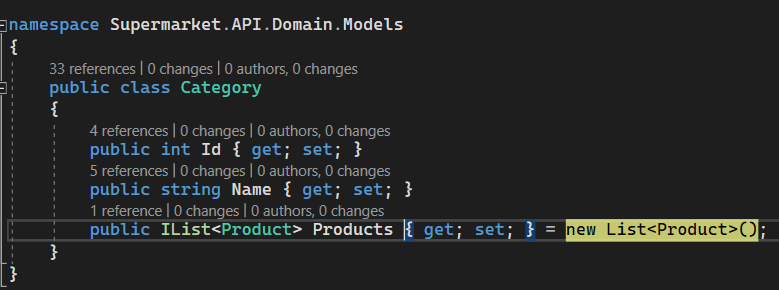 namespace Supermarket.API.Domain.Models
{
33 references | 0 changes | 0 authors, 0 changes
public class Category
{
4 references | 0 changes | 0 authors, 0 changes
public int Id { get; set; }
5 references | 0 changes | 0 authors, 0 changes
public string Name { get; set; }
1 reference | 0 changes | 0 authors, 0 changes
public IList<Product> Products { get; set; } = new List<Product>();
}
}